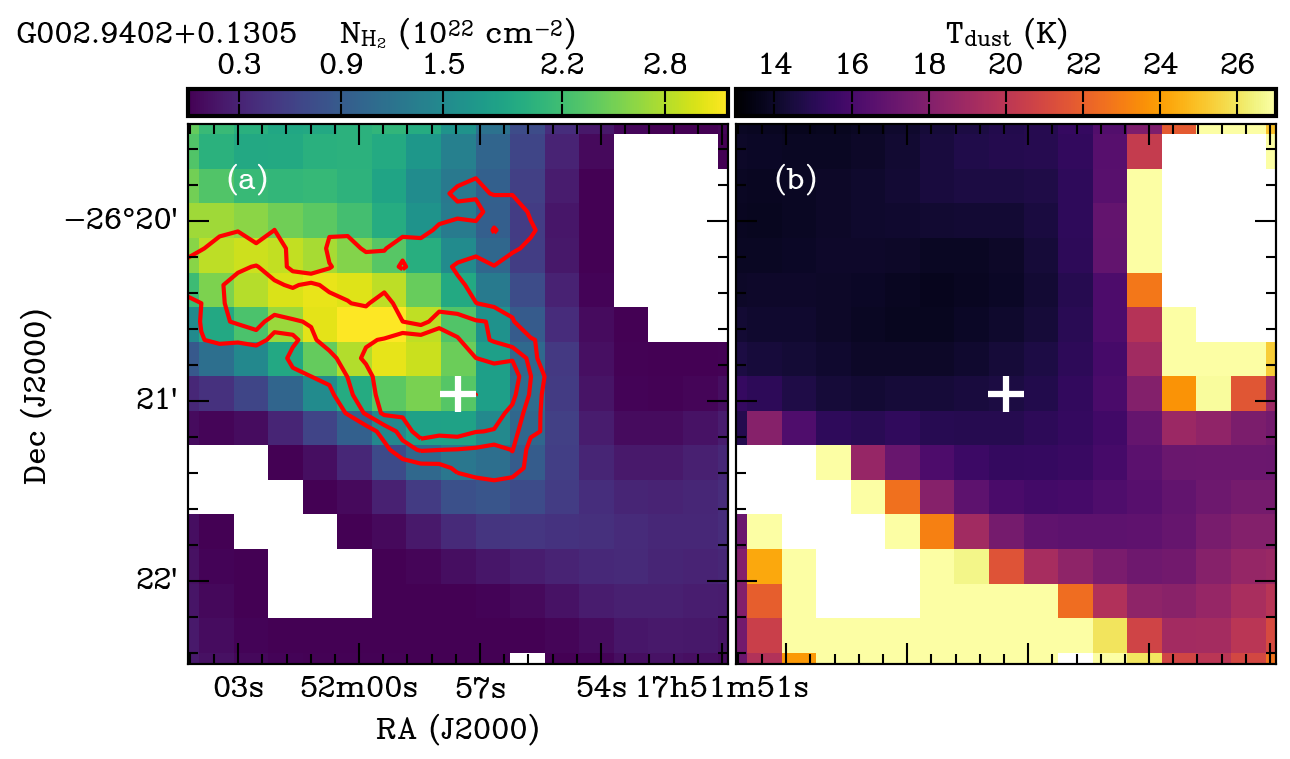 G002.9402+0.1305 N_H₂ (10²² cm⁻²) T_dust (K)
0.3 0.9 1.5 2.2 2.8 14 16 18 20 22 24 26
(a) (b)
−26°20'
21'
22'
Dec (J2000)
03s 52m00s 57s 54s 17h51m51s
RA (J2000)